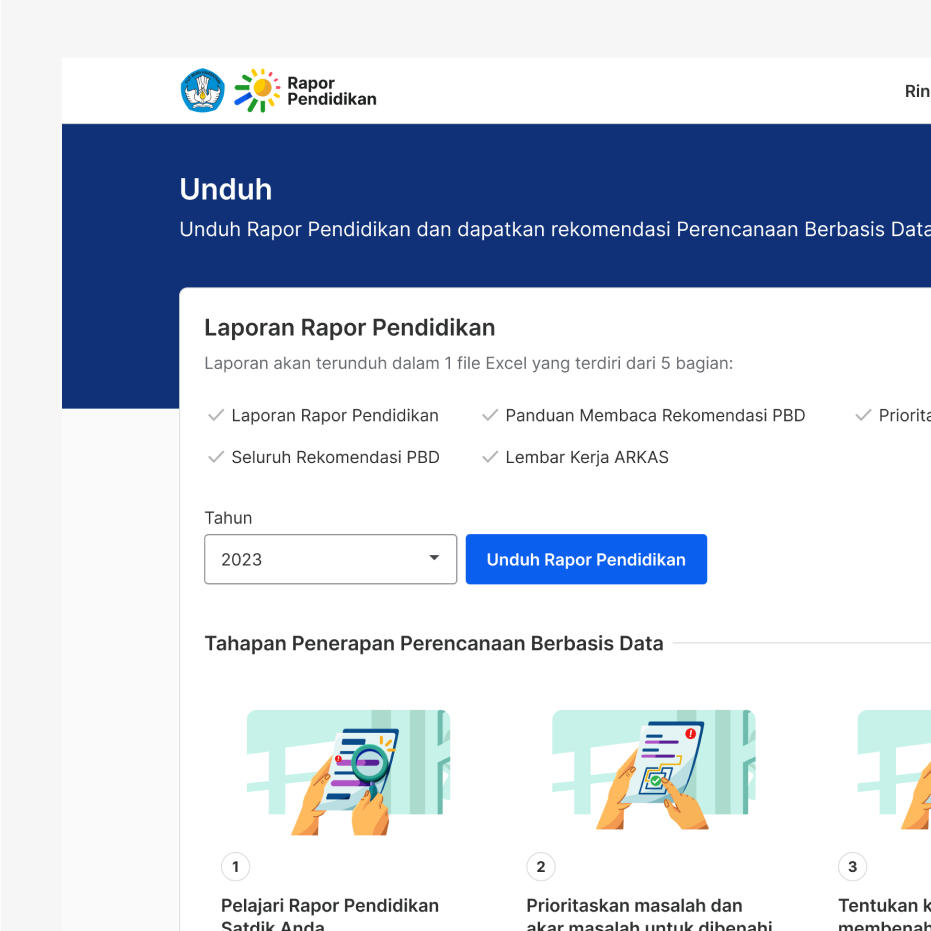 Rapor
Pendidikan
Rin
Unduh
Unduh Rapor Pendidikan dan dapatkan rekomendasi Perencanaan Berbasis Data
Laporan Rapor Pendidikan
Laporan akan terunduh dalam 1 file Excel yang terdiri dari 5 bagian:
Laporan Rapor Pendidikan Panduan Membaca Rekomendasi PBD Priorita
Seluruh Rekomendasi PBD Lembar Kerja ARKAS
Tahun
2023 Unduh Rapor Pendidikan
Tahapan Penerapan Perencanaan Berbasis Data
1 2 3
Pelajari Rapor Pendidikan
Satdik Anda
Prioritaskan masalah dan
akar masalah untuk dibenahi
Tentukan k
membenah